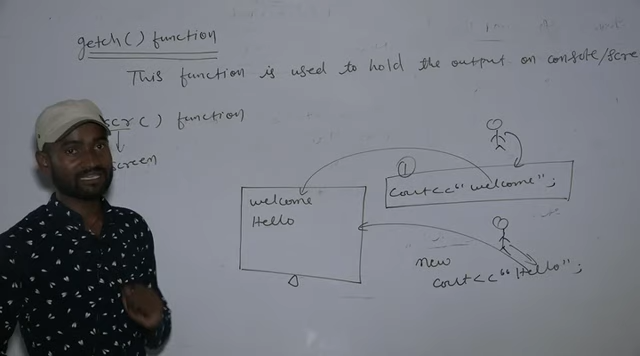 getch() function
This function is used to hold the output on console/scre
scr() function
screen
①
cout<<"welcome";
welcome
Hello
new
cout<<"Hello";